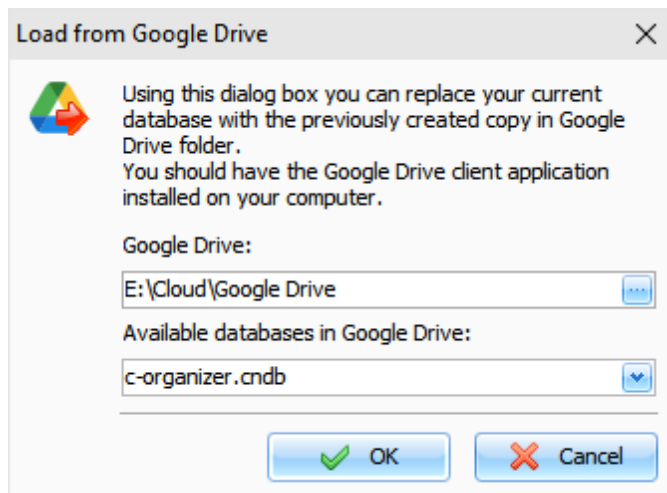 Load from Google Drive
Using this dialog box you can replace your current
database with the previously created copy in Google
Drive folder.
You should have the Google Drive client application
installed on your computer.
Google Drive:
E:\Cloud\Google Drive
Available databases in Google Drive:
c-organizer.cndb
OK
Cancel